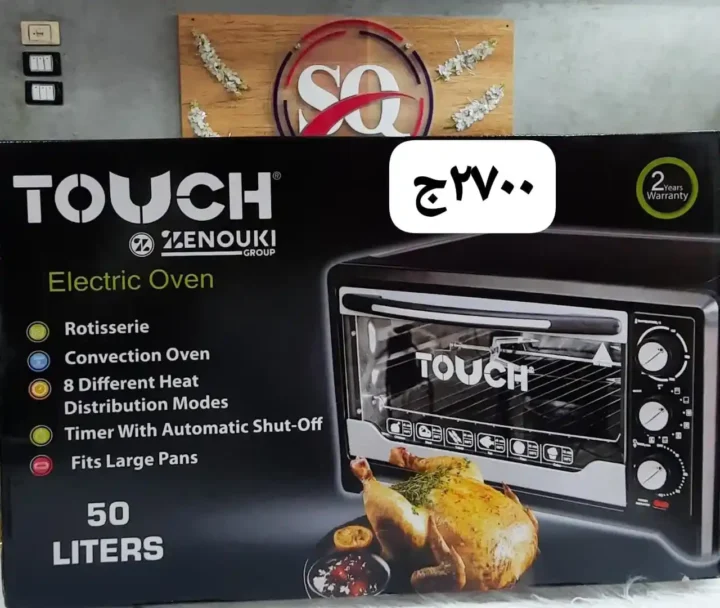 SQ
TOUCH®
ZENOUKI
GROUP
٢٧٠٠ج
2 Years
Warranty
Electric Oven
Rotisserie
Convection Oven
8 Different Heat
Distribution Modes
Timer With Automatic Shut-Off
Fits Large Pans
50
LITERS
TOUCH